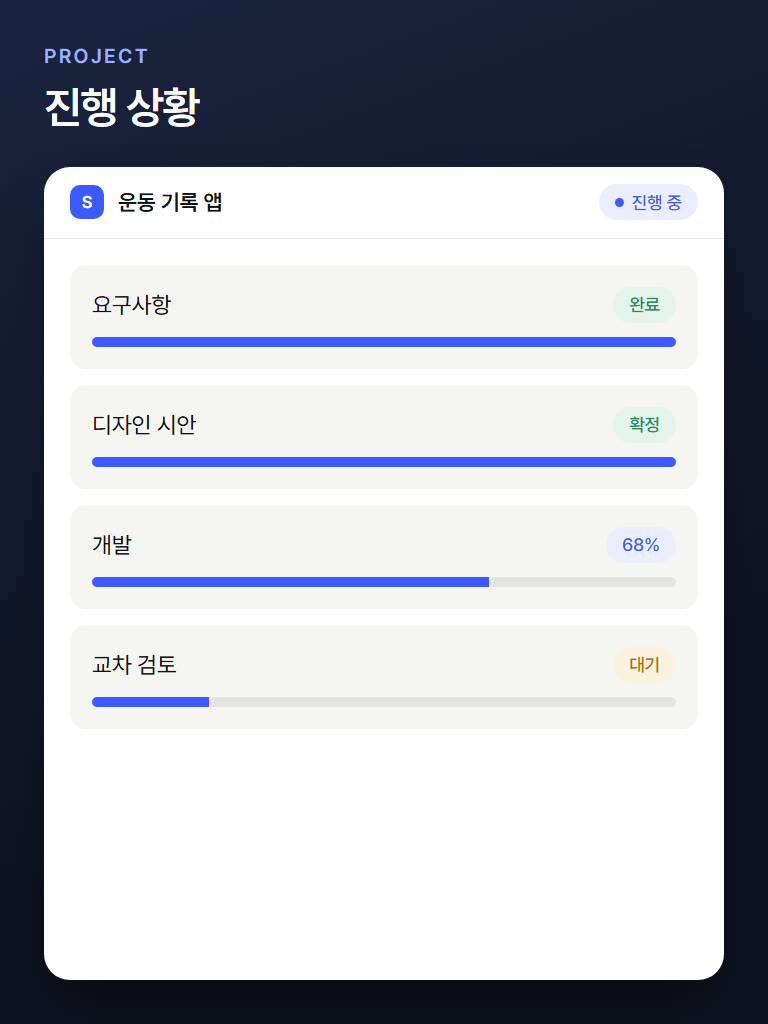 PROJECT
진행 상황
S 운동 기록 앱 진행 중
요구사항 완료
디자인 시안 확정
개발 68%
교차 검토 대기